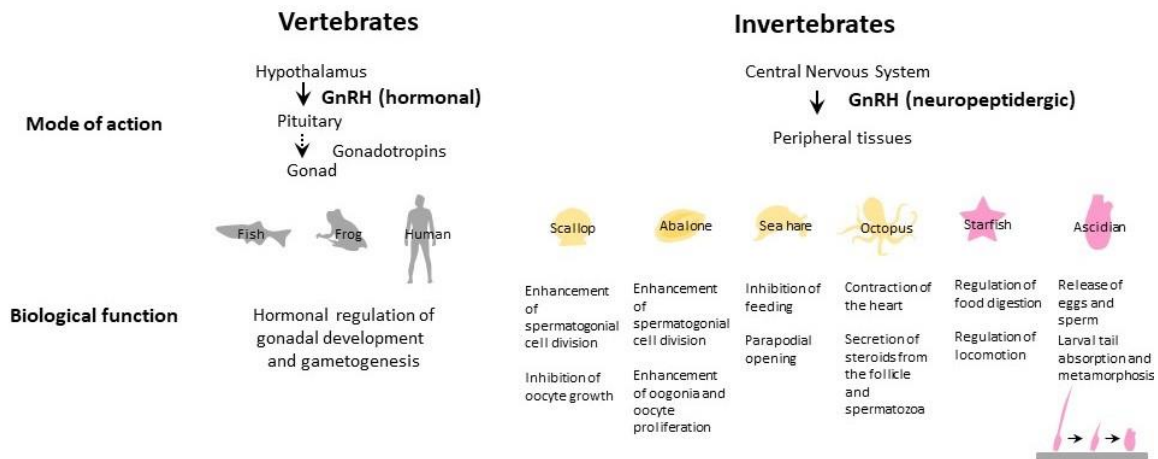 Vertebrates
Invertebrates
Mode of action
Hypothalamus
GnRH (hormonal)
Pituitary
Gonadotropins
Gonad
Central Nervous System
GnRH (neuropeptidergic)
Peripheral tissues
Fish
Frog
Human
Scallop
Abalone
Sea hare
Octopus
Starfish
Ascidian
Biological function
Hormonal regulation of
gonadal development
and gametogenesis
Enhancement
of
spermatogonial
cell division
Inhibition of
oocyte growth
Enhancement
of
spermatogonial
cell division
Enhancement
of oogonia and
oocyte
proliferation
Inhibition of
feeding
Parapodial
opening
Contraction of
the heart
Secretion of
steroids from
the follicle
and
spermatozoa
Regulation of
food digestion
Regulation of
locomotion
Release of
eggs and
sperm
Larval tail
absorption and
metamorphosis